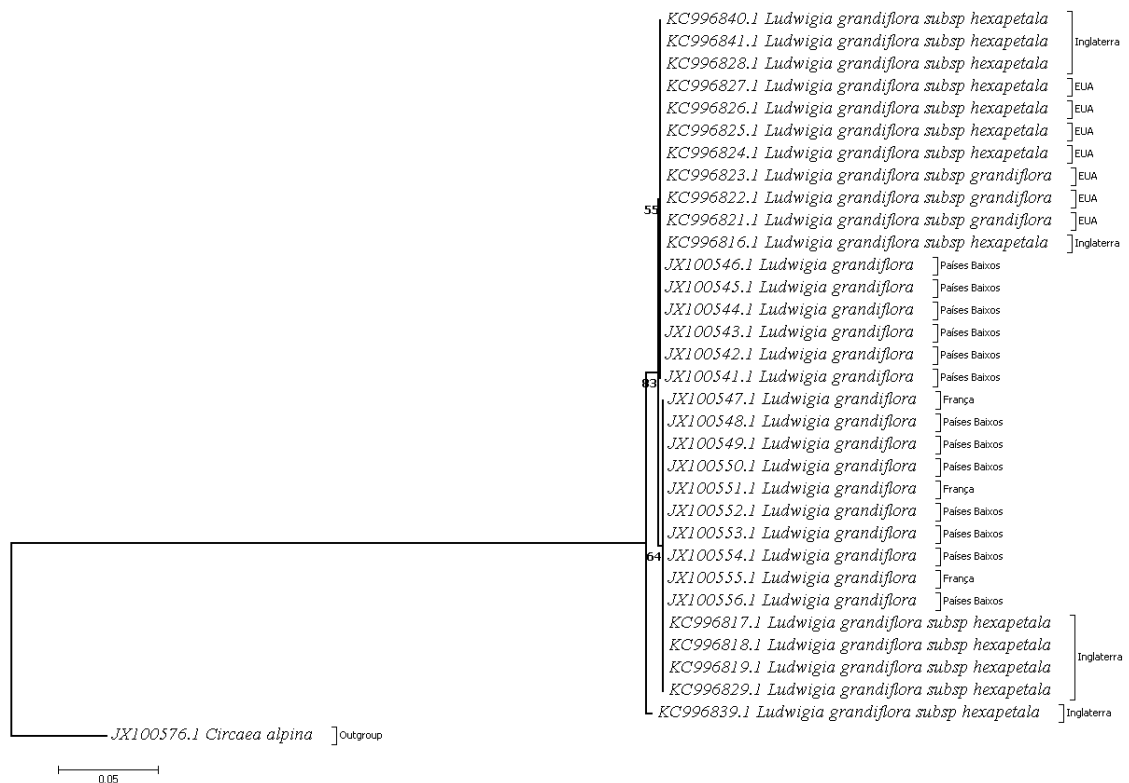 KC996840.1 Ludwigia grandiflora subsp hexapetala
KC996841.1 Ludwigia grandiflora subsp hexapetala Inglaterra
KC996828.1 Ludwigia grandiflora subsp hexapetala
KC996827.1 Ludwigia grandiflora subsp hexapetala EUA
KC996826.1 Ludwigia grandiflora subsp hexapetala EUA
KC996825.1 Ludwigia grandiflora subsp hexapetala EUA
KC996824.1 Ludwigia grandiflora subsp hexapetala EUA
KC996823.1 Ludwigia grandiflora subsp grandiflora EUA
KC996822.1 Ludwigia grandiflora subsp grandiflora EUA
55
KC996821.1 Ludwigia grandiflora subsp grandiflora EUA
KC996816.1 Ludwigia grandiflora subsp hexapetala Inglaterra
JX100546.1 Ludwigia grandiflora Países Baixos
JX100545.1 Ludwigia grandiflora Países Baixos
JX100544.1 Ludwigia grandiflora Países Baixos
JX100543.1 Ludwigia grandiflora Países Baixos
JX100542.1 Ludwigia grandiflora Países Baixos
83 JX100541.1 Ludwigia grandiflora Países Baixos
JX100547.1 Ludwigia grandiflora França
JX100548.1 Ludwigia grandiflora Países Baixos
JX100549.1 Ludwigia grandiflora Países Baixos
JX100550.1 Ludwigia grandiflora Países Baixos
JX100551.1 Ludwigia grandiflora França
JX100552.1 Ludwigia grandiflora Países Baixos
JX100553.1 Ludwigia grandiflora Países Baixos
64 JX100554.1 Ludwigia grandiflora Países Baixos
JX100555.1 Ludwigia grandiflora França
JX100556.1 Ludwigia grandiflora Países Baixos
KC996817.1 Ludwigia grandiflora subsp hexapetala
KC996818.1 Ludwigia grandiflora subsp hexapetala
Inglaterra
KC996819.1 Ludwigia grandiflora subsp hexapetala
KC996829.1 Ludwigia grandiflora subsp hexapetala
KC996839.1 Ludwigia grandiflora subsp hexapetala Inglaterra
JX100576.1 Circaea alpina Outgroup
0.05